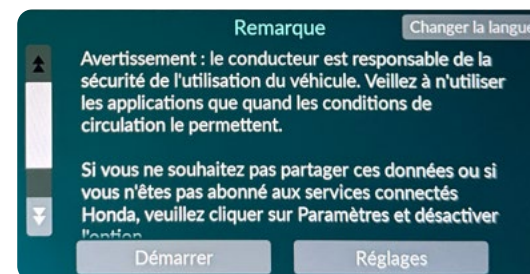 Remarque
Changer la langue
Avertissement : le conducteur est responsable de la
sécurité de l'utilisation du véhicule. Veillez à n'utiliser
les applications que quand les conditions de
circulation le permettent.
Si vous ne souhaitez pas partager ces données ou si
vous n'êtes pas abonné aux services connectés
Honda, veuillez cliquer sur Paramètres et désactiver
l'option
Démarrer
Réglages